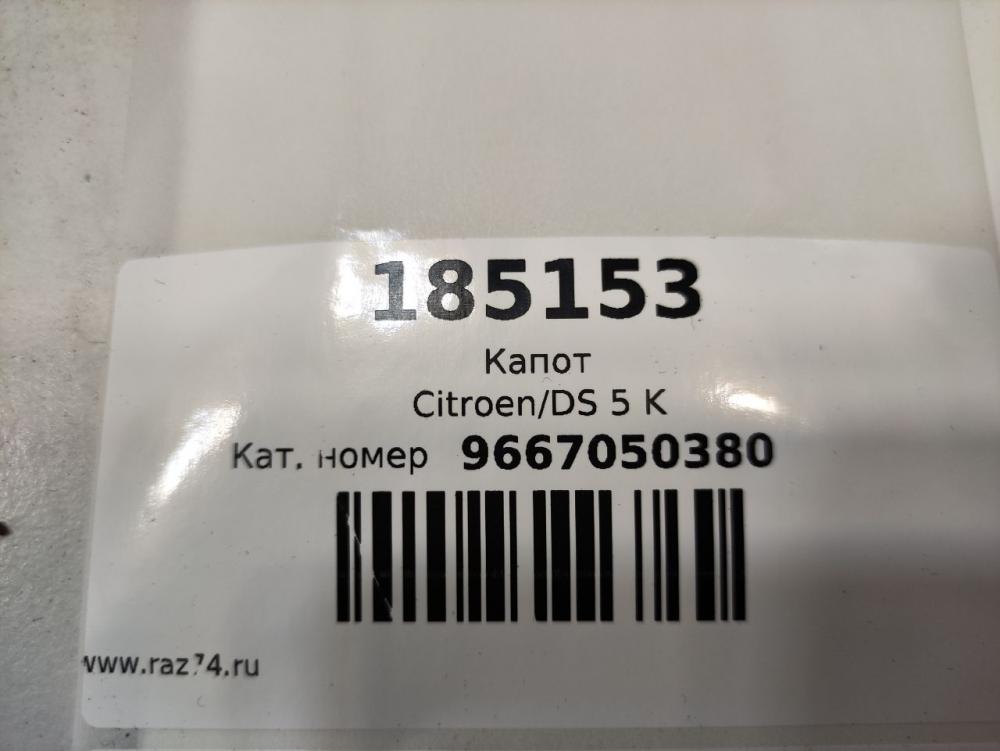 185153
Капот
Citroen/DS 5 K
Кат. номер 9667050380
www.raz74.ru